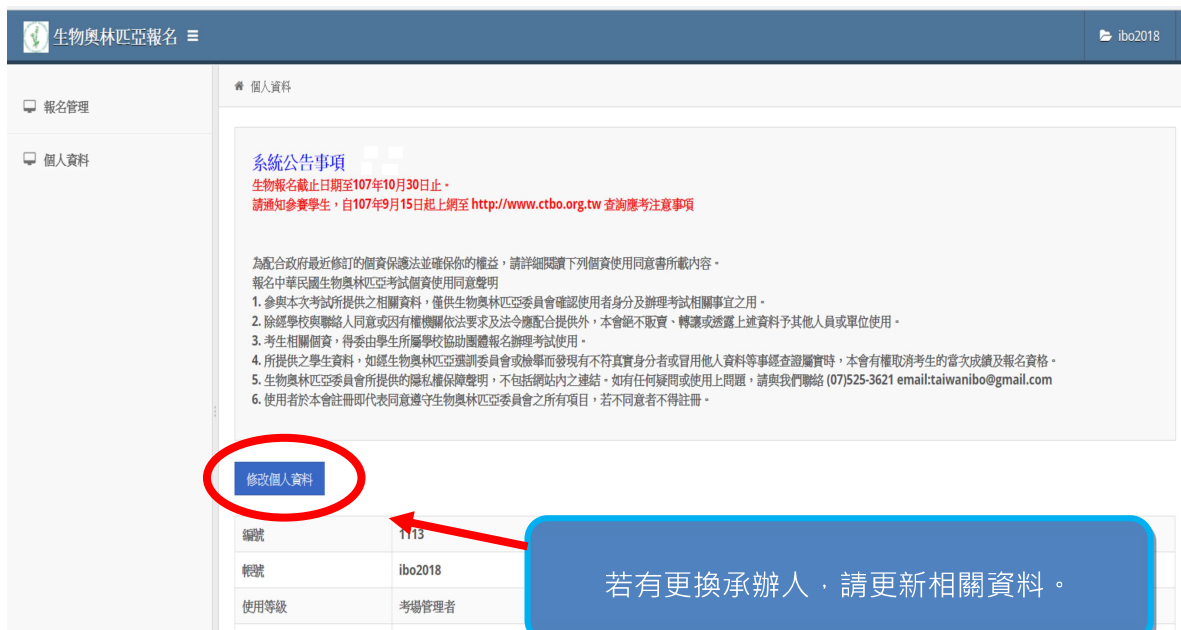 生物奧林匹亞報名
ibo2018
報名管理
個人資料
個人資料
系統公告事項
生物報名截止日期至107年10月30日止。
請通知參賽學生，自107年9月15日起上網至 http://www.ctbo.org.tw 查詢應考注意事項
為配合政府最近修訂的個資保護法並確保你的權益，請詳細閱讀下列個資使用同意書所載內容。
報名中華民國生物奧林匹亞考試個資使用同意聲明
1. 參與本次考試所提供之相關資料，僅供生物奧林匹亞委員會確認使用者身分及辦理考試相關事宜之用。
2. 除經學校與聯絡人同意或因有權機關依法要求及法令應配合提供外，本會絕不販賣、轉讓或透露上述資料予其他人員或單位使用。
3. 考生相關個資，得委由學生所屬學校協助團體報名辦理考試使用。
4. 所提供之學生資料，如經生物奧林匹亞選訓委員會或檢舉而發現有不符真實身分者或冒用他人資料等事經查證屬實時，本會有權取消考生的當次成績及報名資格。
5. 生物奧林匹亞委員會所提供的隱私權保障聲明，不包括網站內之連結。如有任何疑問或使用上問題，請與我們聯絡 (07)525-3621 email:taiwanibo@gmail.com
6. 使用者於本會註冊即代表同意遵守生物奧林匹亞委員會之所有項目，若不同意者不得註冊。
修改個人資料
編號 1113
帳號 ibo2018
使用等級 考場管理者
若有更換承辦人，請更新相關資料。